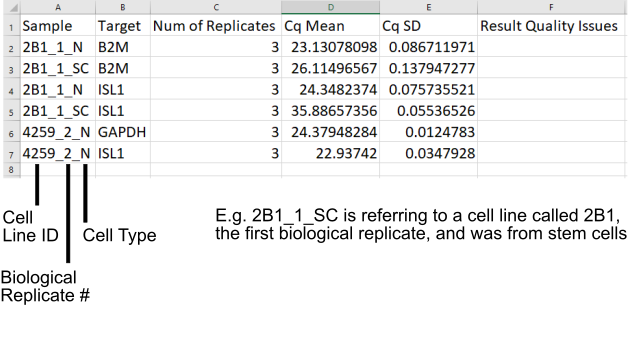 A B C D E F
1 Sample Target Num of Replicates Cq Mean Cq SD Result Quality Issues
2 2B1_1_N B2M 3 23.13078098 0.086711971
3 2B1_1_SC B2M 3 26.11496567 0.137947277
4 2B1_1_N ISL1 3 24.3482374 0.075735521
5 2B1_1_SC ISL1 3 35.88657356 0.05536526
6 4259_2_N GAPDH 3 24.37948284 0.0124783
7 4259_2_N ISL1 3 22.93742 0.0347928
8
Cell
Line ID
Cell Type
Biological
Replicate #
E.g. 2B1_1_SC is referring to a cell line called 2B1,
the first biological replicate, and was from stem cells